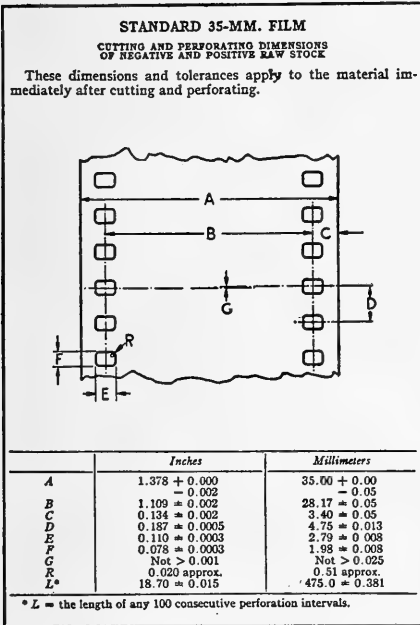 STANDARD 35-MM. FILM
CUTTING AND PERFORATING DIMENSIONS
OF NEGATIVE AND POSITIVE RAW STOCK
These dimensions and tolerances apply to the material im-
mediately after cutting and perforating.
A
B
C
G
D
R
F
E
Inches Millimeters
A 1.378 + 0.000 35.00 + 0.00
− 0.002 − 0.05
B 1.109 ± 0.002 28.17 ± 0.05
C 0.134 ± 0.002 3.40 ± 0.05
D 0.187 ± 0.0005 4.75 ± 0.013
E 0.110 ± 0.0003 2.79 ± 0 008
F 0.078 ± 0.0003 1.98 ± 0.008
G Not > 0.001 Not > 0.025
R 0.020 approx. 0.51 approx.
L* 18.70 ± 0.015 475.0 ± 0.381
* L = the length of any 100 consecutive perforation intervals.